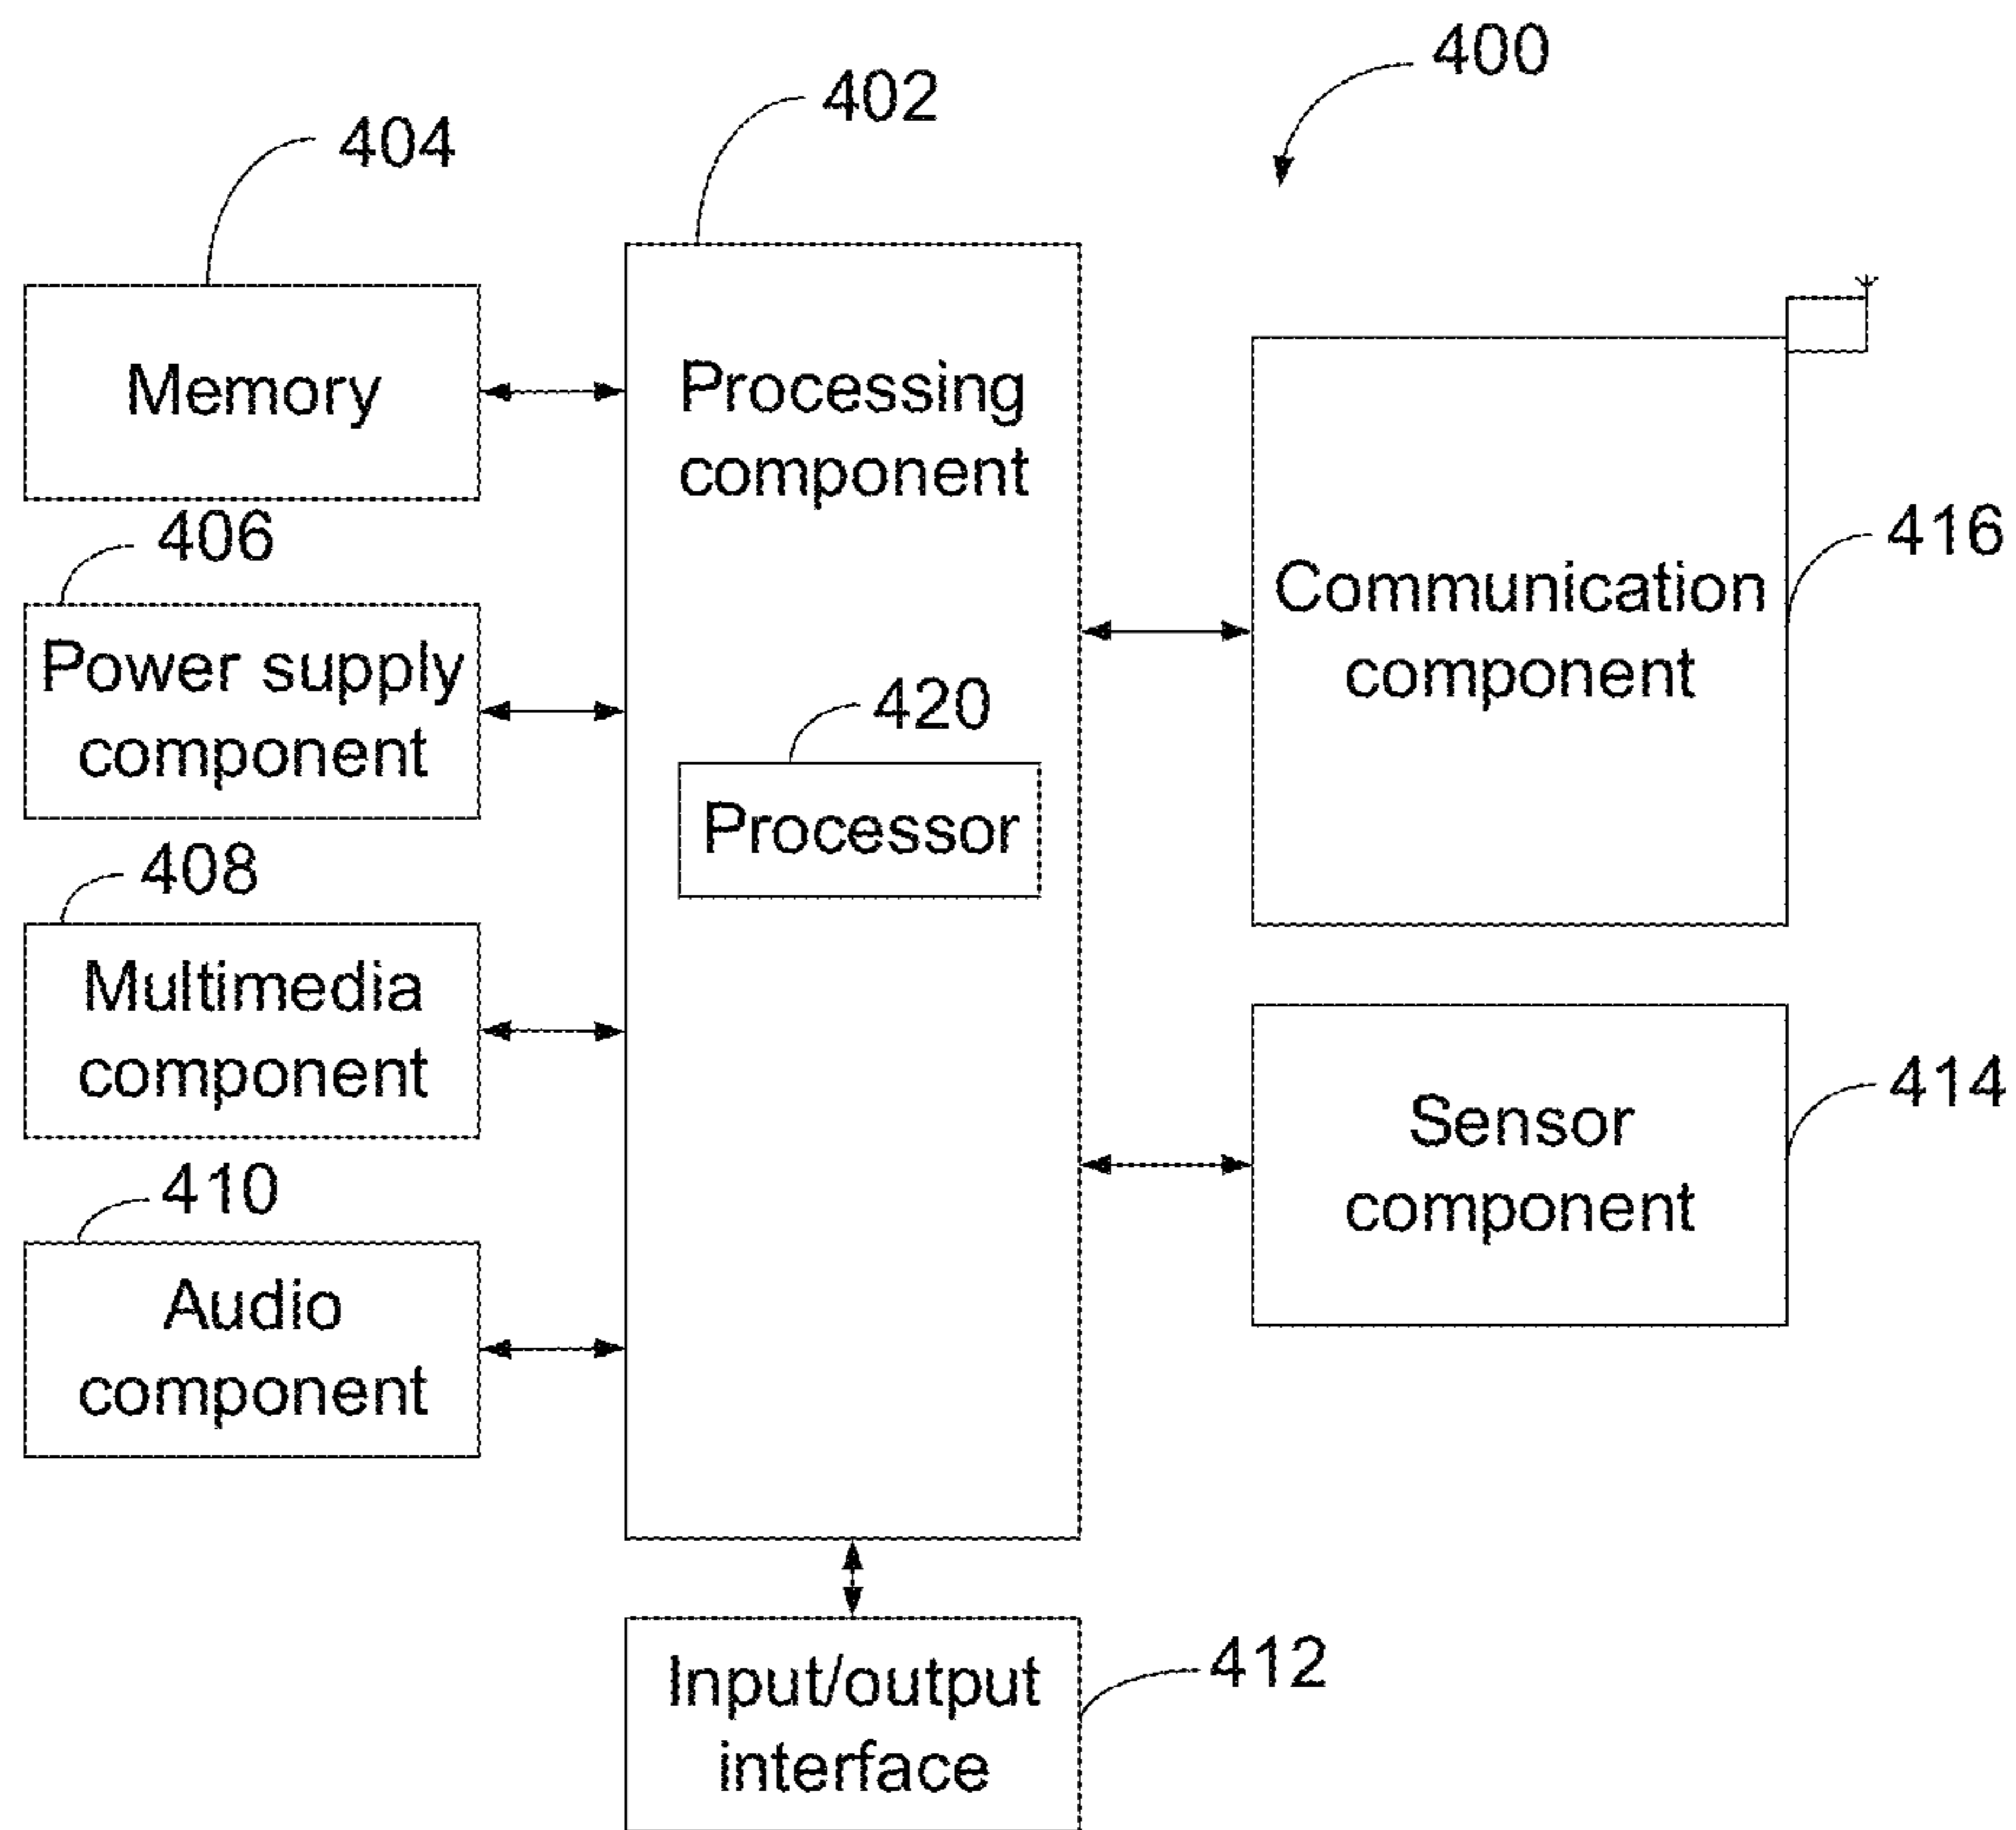 400
402
404
Memory
Processing
component
406
416
Communication
component
Power supply
component
420
Processor
408
Multimedia
component
414
Sensor
component
410
Audio
component
412
Input/output
interface